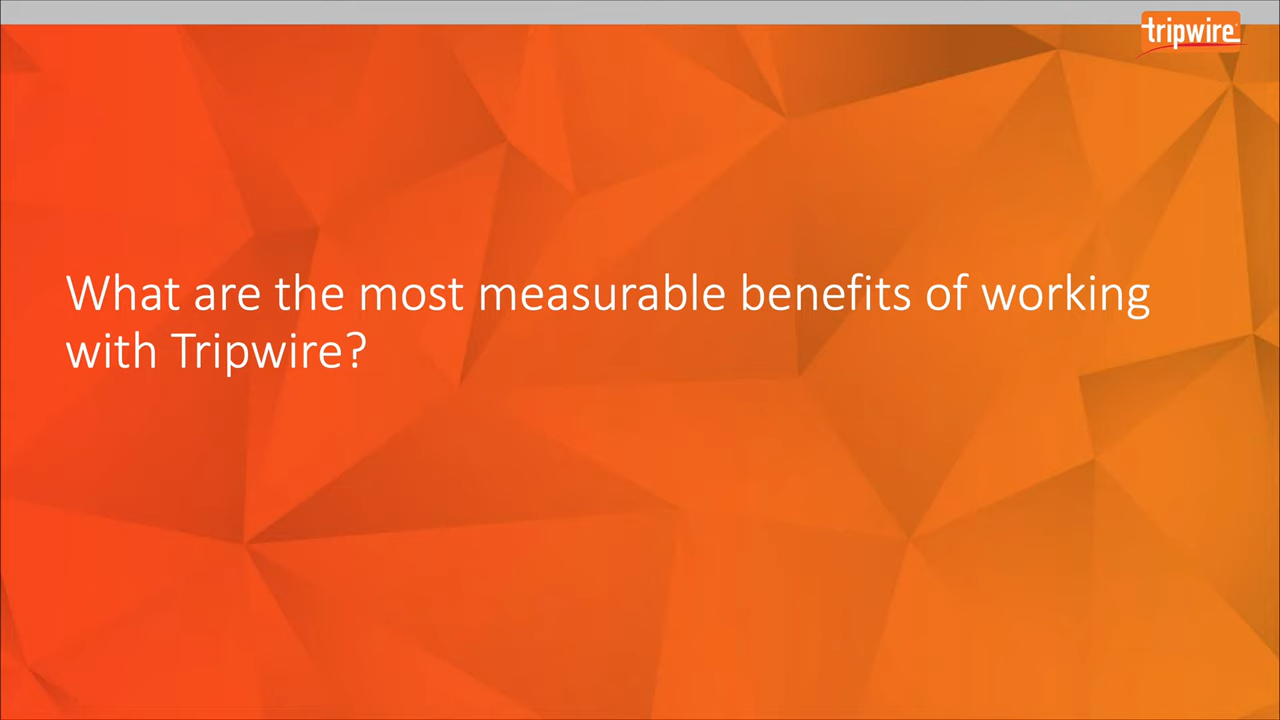 tripwire
What are the most measurable benefits of working
with Tripwire?